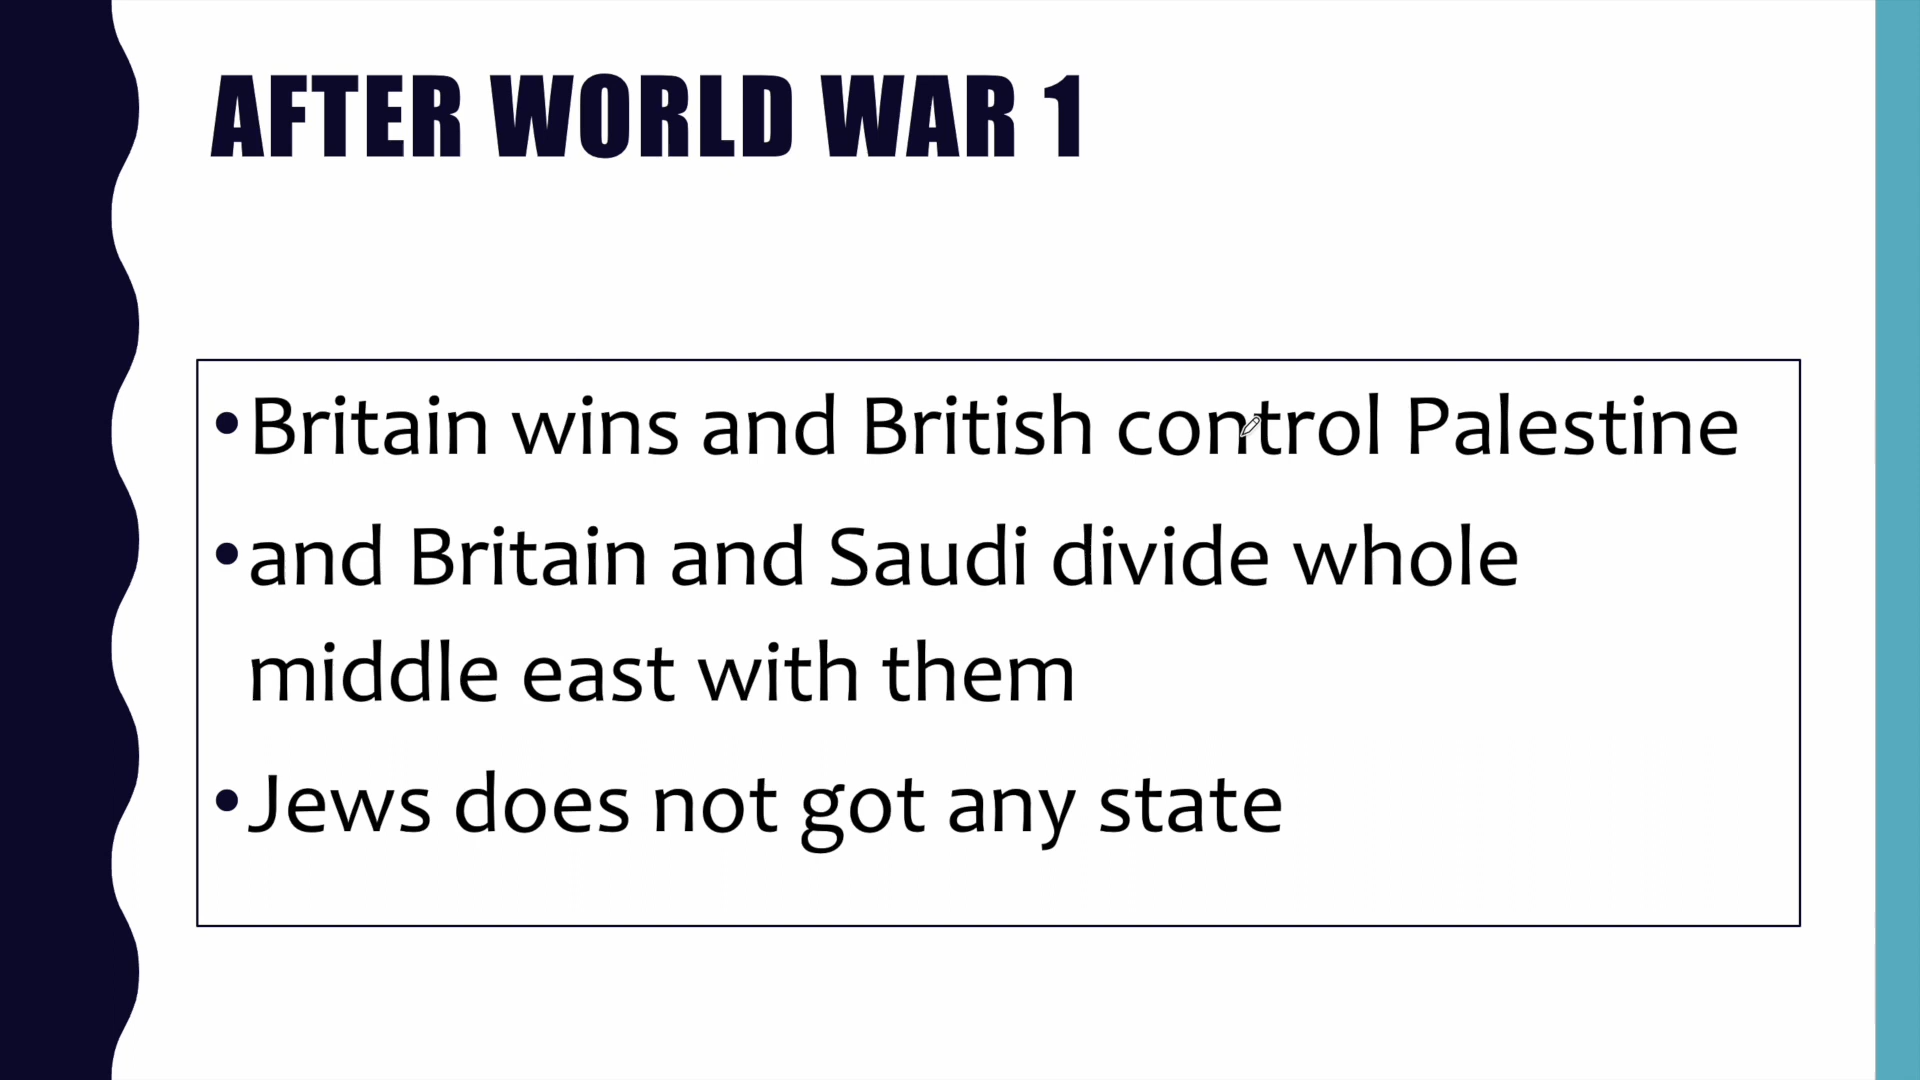 AFTER WORLD WAR 1
•Britain wins and British control Palestine
•and Britain and Saudi divide whole
middle east with them
•Jews does not got any state